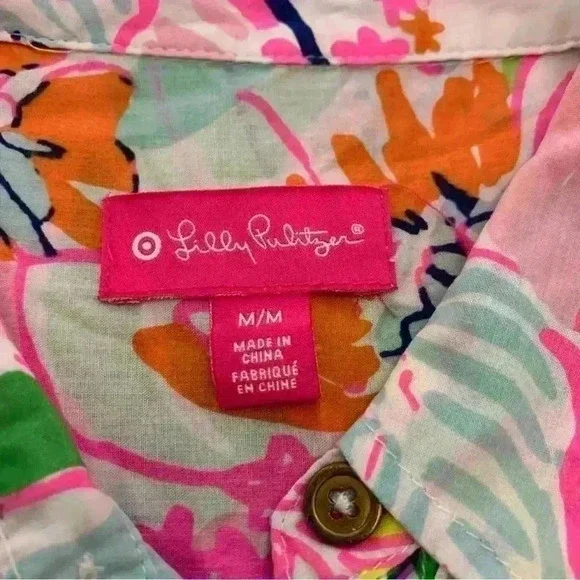 Lilly Pulitzer®
M/M
MADE IN
CHINA
FABRIQUÉ
EN CHINE